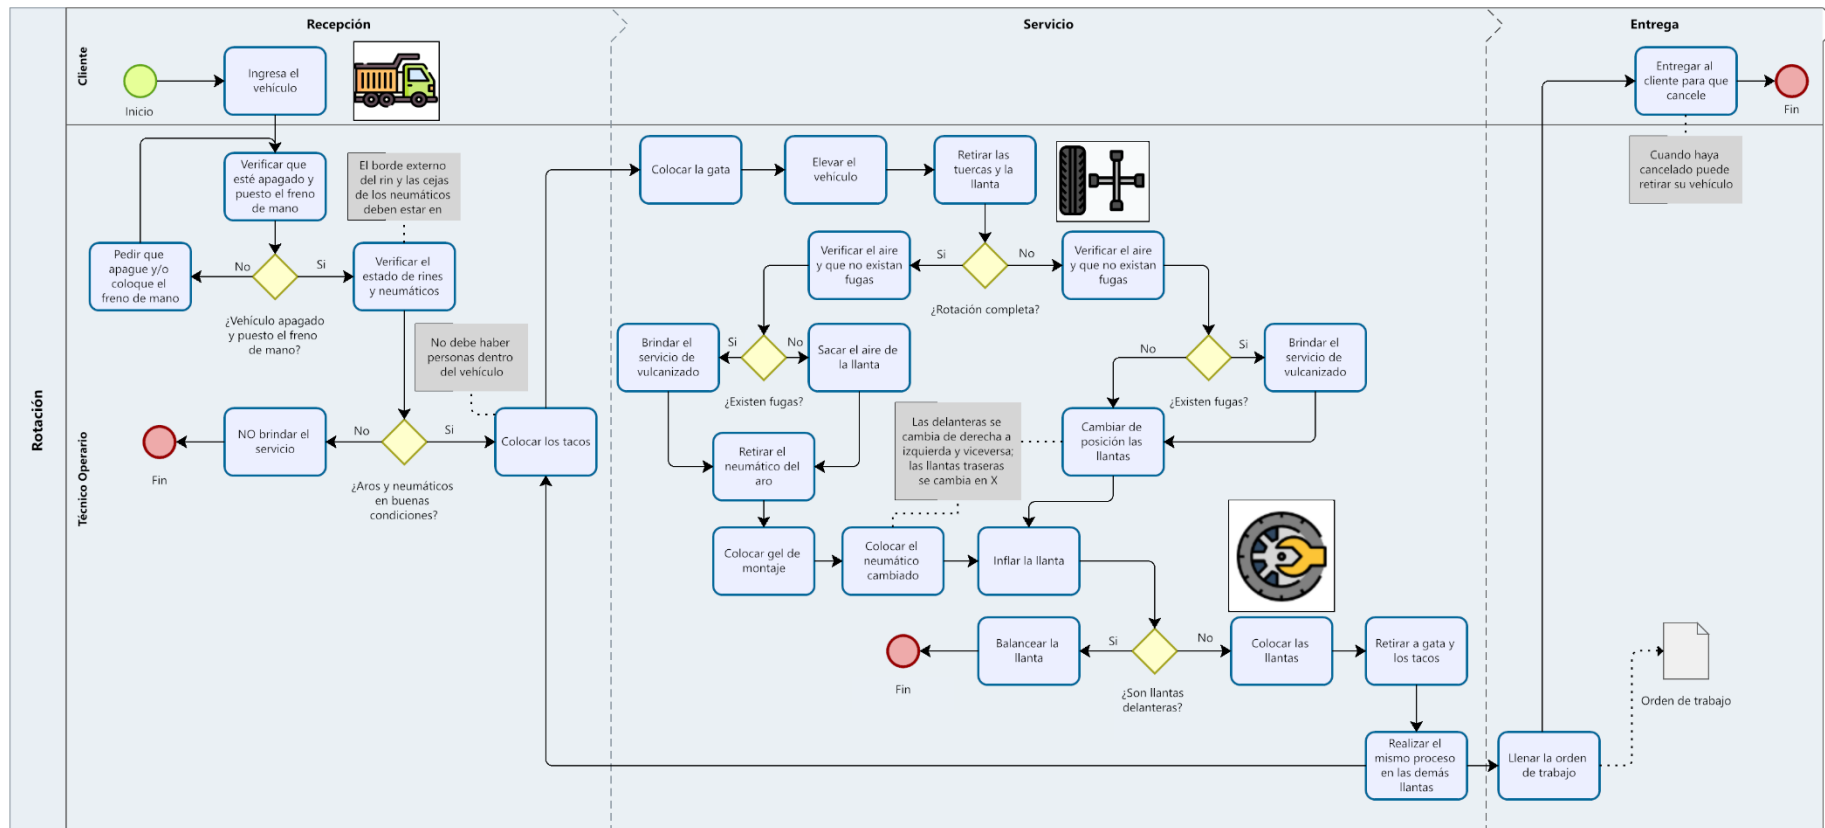 Rotación
Recepción
Servicio
Entrega
Cliente
Técnico Operario
Inicio
Ingresa el
vehículo
Entregar al
cliente para que
cancele
Fin
Cuando haya
cancelado puede
retirar su vehículo
Verificar que
esté apagado y
puesto el freno
de mano
El borde externo
del rin y las cejas
de los neumáticos
deben estar en
Pedir que
apague y/o
coloque el
freno de mano
No
Si
¿Vehículo apagado
y puesto el freno
de mano?
Verificar el
estado de rines
y neumáticos
No debe haber
personas dentro
del vehículo
Fin
NO brindar el
servicio
No
Si
¿Aros y neumáticos
en buenas
condiciones?
Colocar los tacos
Colocar la gata
Elevar el
vehículo
Retirar las
tuercas y la
llanta
Verificar el aire
y que no existan
fugas
Si
No
¿Rotación completa?
Verificar el aire
y que no existan
fugas
Brindar el
servicio de
vulcanizado
Si
No
¿Existen fugas?
Sacar el aire de
la llanta
No
Si
¿Existen fugas?
Brindar el
servicio de
vulcanizado
Retirar el
neumático del
aro
Las delanteras se
cambia de derecha a
izquierda y viceversa;
las llantas traseras
se cambia en X
Cambiar de
posición las
llantas
Colocar gel de
montaje
Colocar el
neumático
cambiado
Inflar la llanta
Fin
Balancear la
llanta
Si
No
¿Son llantas
delanteras?
Colocar las
llantas
Retirar a gata y
los tacos
Realizar el
mismo proceso
en las demás
llantas
Llenar la orden
de trabajo
Orden de trabajo